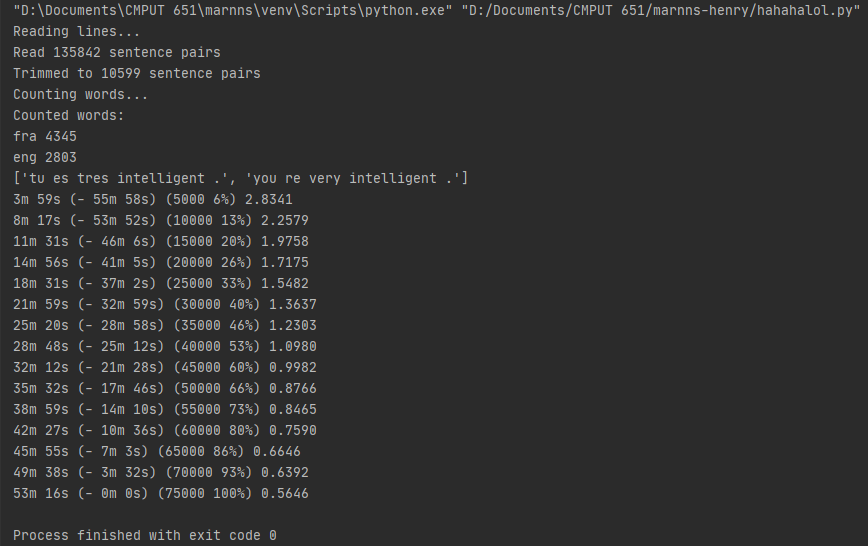 "D:\Documents\CMPUT 651\marnns\venv\Scripts\python.exe" "D:/Documents/CMPUT 651/marnns-henry/hahahalol.py"
Reading lines...
Read 135842 sentence pairs
Trimmed to 10599 sentence pairs
Counting words...
Counted words:
fra 4345
eng 2803
['tu es tres intelligent .', 'you re very intelligent .']
3m 59s (- 55m 58s) (5000 6%) 2.8341
8m 17s (- 53m 52s) (10000 13%) 2.2579
11m 31s (- 46m 6s) (15000 20%) 1.9758
14m 56s (- 41m 5s) (20000 26%) 1.7175
18m 31s (- 37m 2s) (25000 33%) 1.5482
21m 59s (- 32m 59s) (30000 40%) 1.3637
25m 20s (- 28m 58s) (35000 46%) 1.2303
28m 48s (- 25m 12s) (40000 53%) 1.0980
32m 12s (- 21m 28s) (45000 60%) 0.9982
35m 32s (- 17m 46s) (50000 66%) 0.8766
38m 59s (- 14m 10s) (55000 73%) 0.8465
42m 27s (- 10m 36s) (60000 80%) 0.7590
45m 55s (- 7m 3s) (65000 86%) 0.6646
49m 38s (- 3m 32s) (70000 93%) 0.6392
53m 16s (- 0m 0s) (75000 100%) 0.5646
Process finished with exit code 0